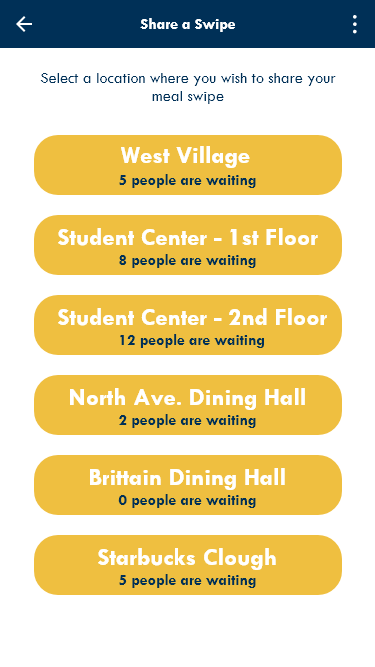 Share a Swipe
Select a location where you wish to share your
meal swipe
West Village
5 people are waiting
Student Center - 1st Floor
8 people are waiting
Student Center - 2nd Floor
12 people are waiting
North Ave. Dining Hall
2 people are waiting
Brittain Dining Hall
0 people are waiting
Starbucks Clough
5 people are waiting